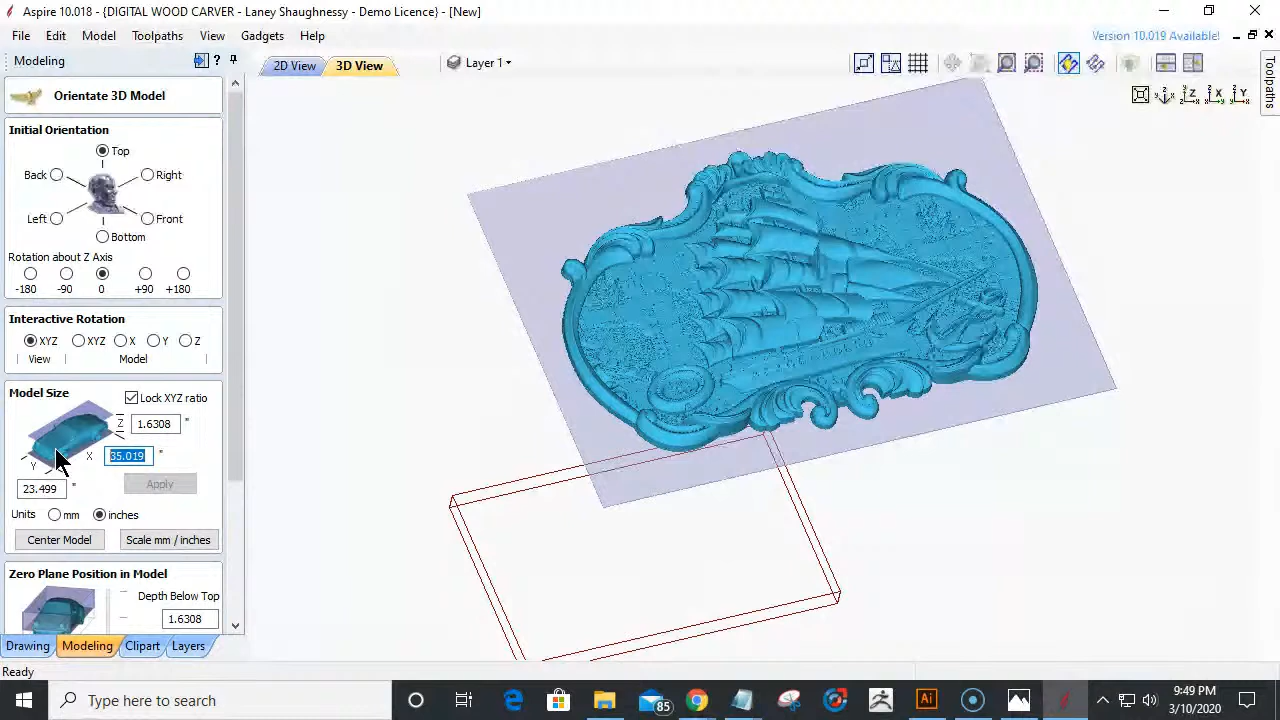 Aspire 10.018 - {DIGITAL WOOD CARVER - Laney Shaughnessy - Demo Licence} - [New]
File Edit Model Toolpaths View Gadgets Help
Version 10.019 Available!
Modeling
2D View 3D View
Layer 1
Toolpaths
Orientate 3D Model
Initial Orientation
Top
Back Right
Left Front
Bottom
Rotation about Z Axis
-180 -90 0 +90 +180
Interactive Rotation
XYZ XYZ X Y Z
View Model
Model Size
Lock XYZ ratio
Z 1.6308 "
X 35.019 "
Y
23.499 "
Apply
Units mm inches
Center Model Scale mm / inches
Zero Plane Position in Model
Depth Below Top
1.6308
Drawing Modeling Clipart Layers
Ready
Type here to search
85
9:49 PM
3/10/2020